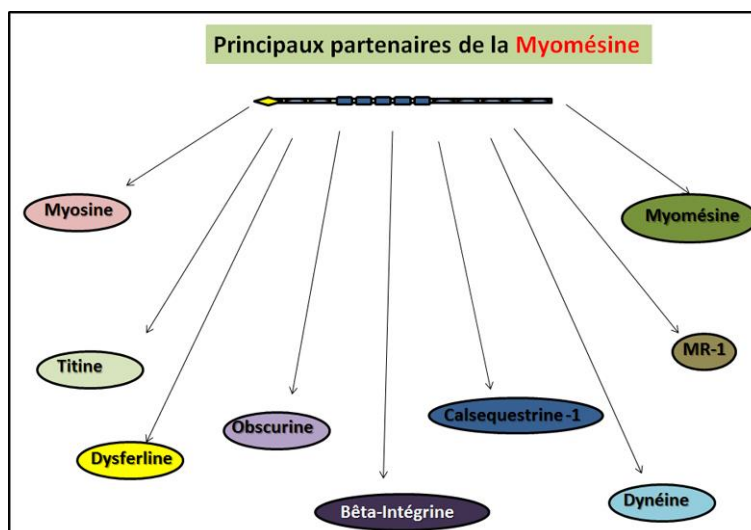 Principaux partenaires de la Myomésine
Myosine
Myomésine
Titine
MR-1
Dysferline
Obscurine
Calsequestrine-1
Bêta-Intégrine
Dynéine